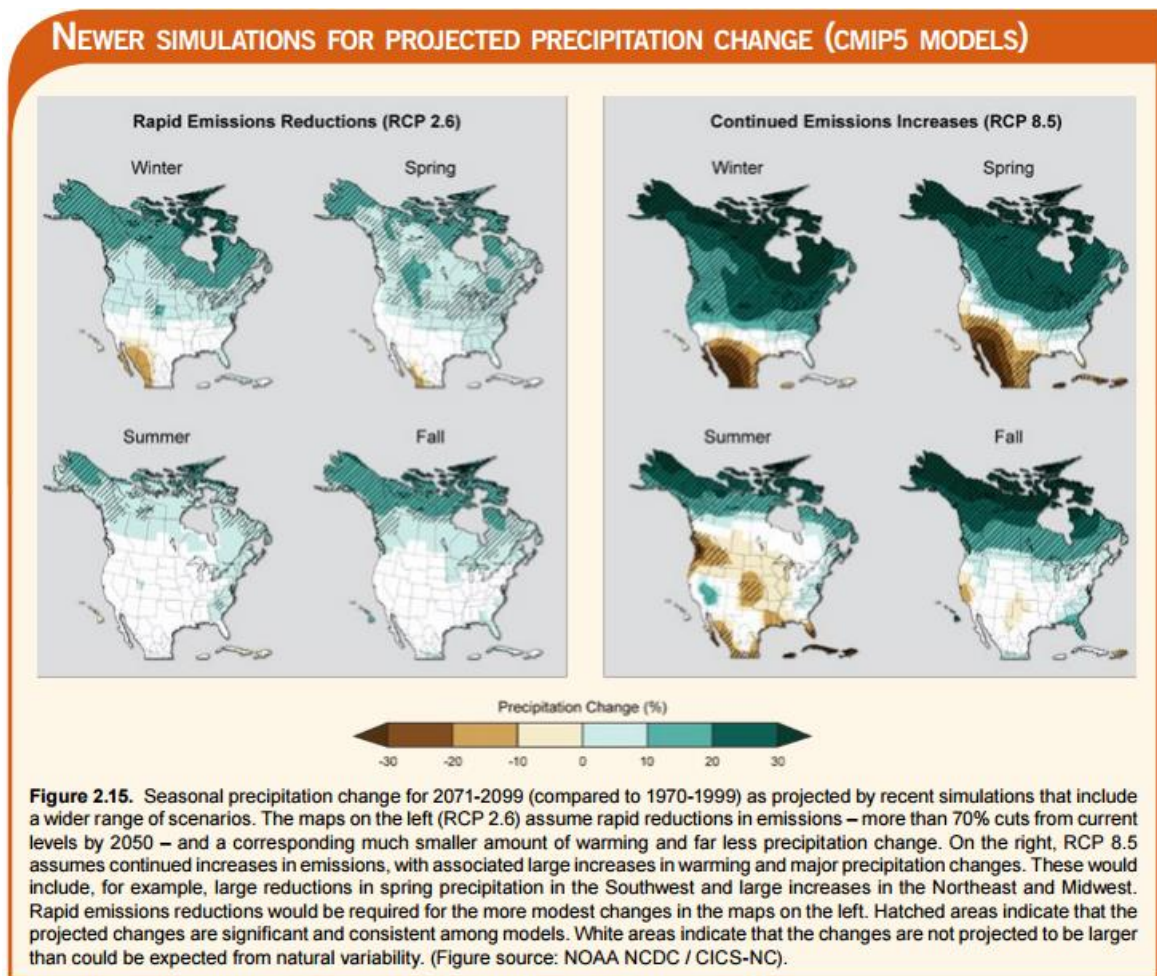 NEWER SIMULATIONS FOR PROJECTED PRECIPITATION CHANGE (CMIP5 MODELS)
Rapid Emissions Reductions (RCP 2.6)
Winter
Spring
Summer
Fall
Continued Emissions Increases (RCP 8.5)
Winter
Spring
Summer
Fall
Precipitation Change (%)
-30 -20 -10 0 10 20 30
Figure 2.15. Seasonal precipitation change for 2071-2099 (compared to 1970-1999) as projected by recent simulations that include
a wider range of scenarios. The maps on the left (RCP 2.6) assume rapid reductions in emissions – more than 70% cuts from current
levels by 2050 – and a corresponding much smaller amount of warming and far less precipitation change. On the right, RCP 8.5
assumes continued increases in emissions, with associated large increases in warming and major precipitation changes. These would
include, for example, large reductions in spring precipitation in the Southwest and large increases in the Northeast and Midwest.
Rapid emissions reductions would be required for the more modest changes in the maps on the left. Hatched areas indicate that the
projected changes are significant and consistent among models. White areas indicate that the changes are not projected to be larger
than could be expected from natural variability. (Figure source: NOAA NCDC / CICS-NC).